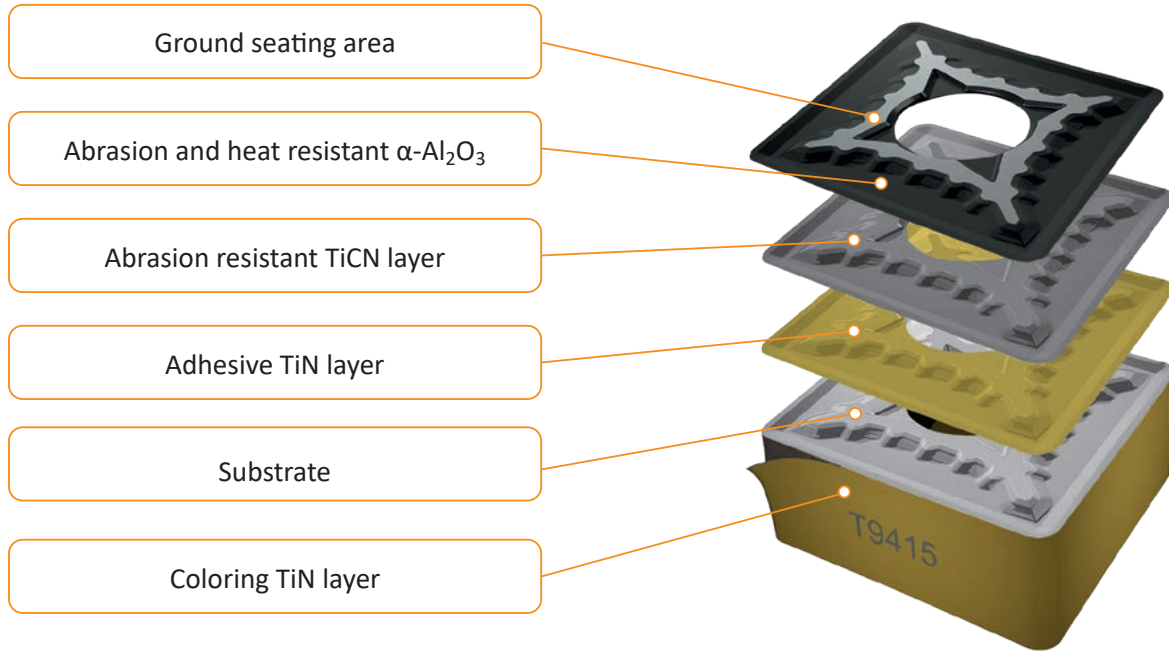 Ground seating area
Abrasion and heat resistant α-Al₂O₃
Abrasion resistant TiCN layer
Adhesive TiN layer
Substrate
Coloring TiN layer
T9415